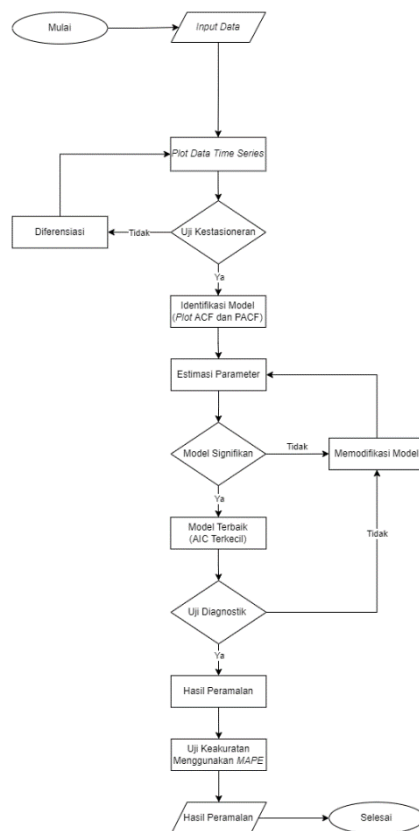 Mulai
Input Data
Plot Data Time Series
Diferensiasi
Tidak
Uji Kestasioneran
Ya
Identifikasi Model
(Plot ACF dan PACF)
Estimasi Parameter
Model Signifikan
Tidak
Memodifikasi Model
Ya
Model Terbaik
(AIC Terkecil)
Tidak
Uji Diagnostik
Ya
Hasil Peramalan
Uji Keakuratan
Menggunakan MAPE
Hasil Peramalan
Selesai